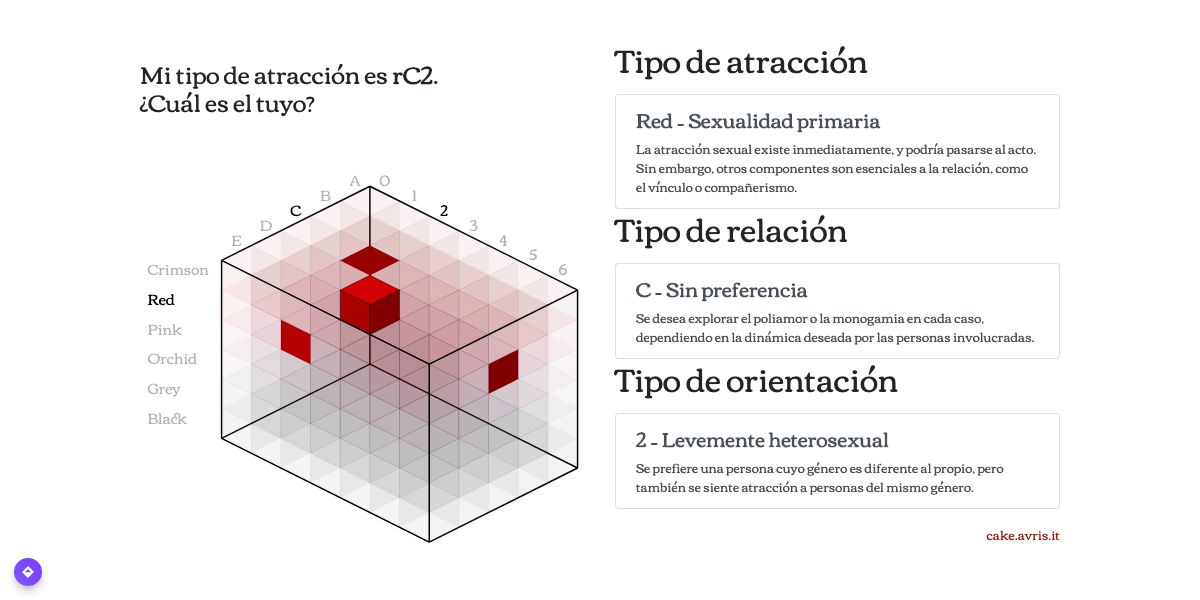 Mi tipo de atracción es rC2.
¿Cuál es el tuyo?
A
B
C
D
E
0
1
2
3
4
5
6
Crimson
Red
Pink
Orchid
Grey
Black
Tipo de atracción
Red - Sexualidad primaria
La atracción sexual existe inmediatamente, y podría pasarse al acto.
Sin embargo, otros componentes son esenciales a la relación, como
el vínculo o compañerismo.
Tipo de relación
C - Sin preferencia
Se desea explorar el poliamor o la monogamia en cada caso,
dependiendo en la dinámica deseada por las personas involucradas.
Tipo de orientación
2 - Levemente heterosexual
Se prefiere una persona cuyo género es diferente al propio, pero
también se siente atracción a personas del mismo género.
cake.avris.it